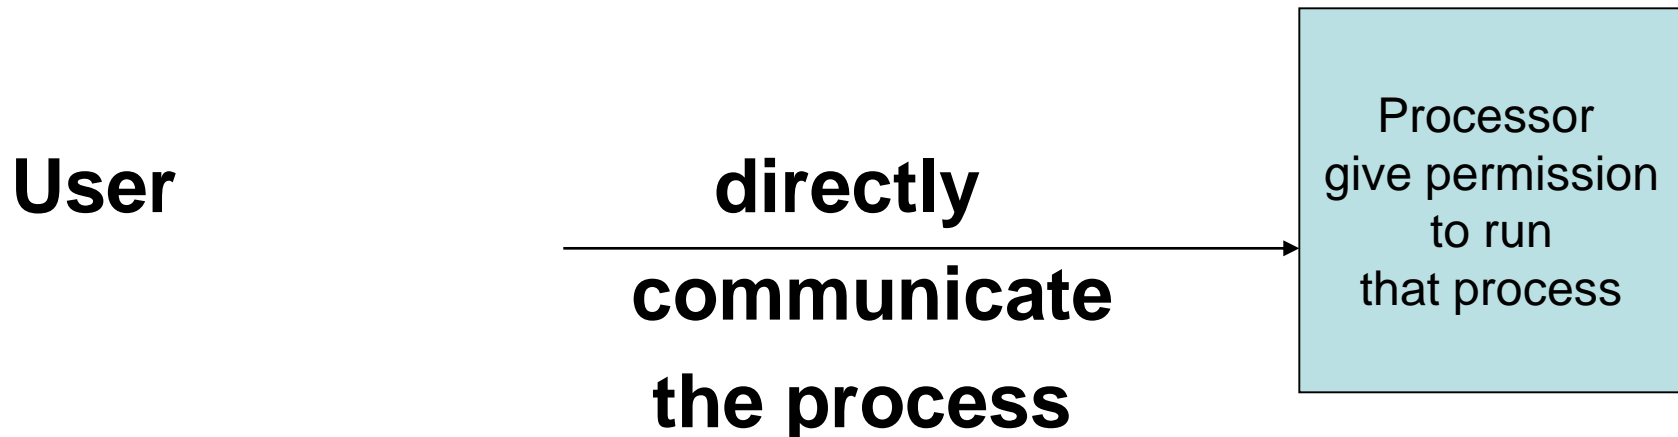 User
directly
communicate
the process
Processor
give permission
to run
that process